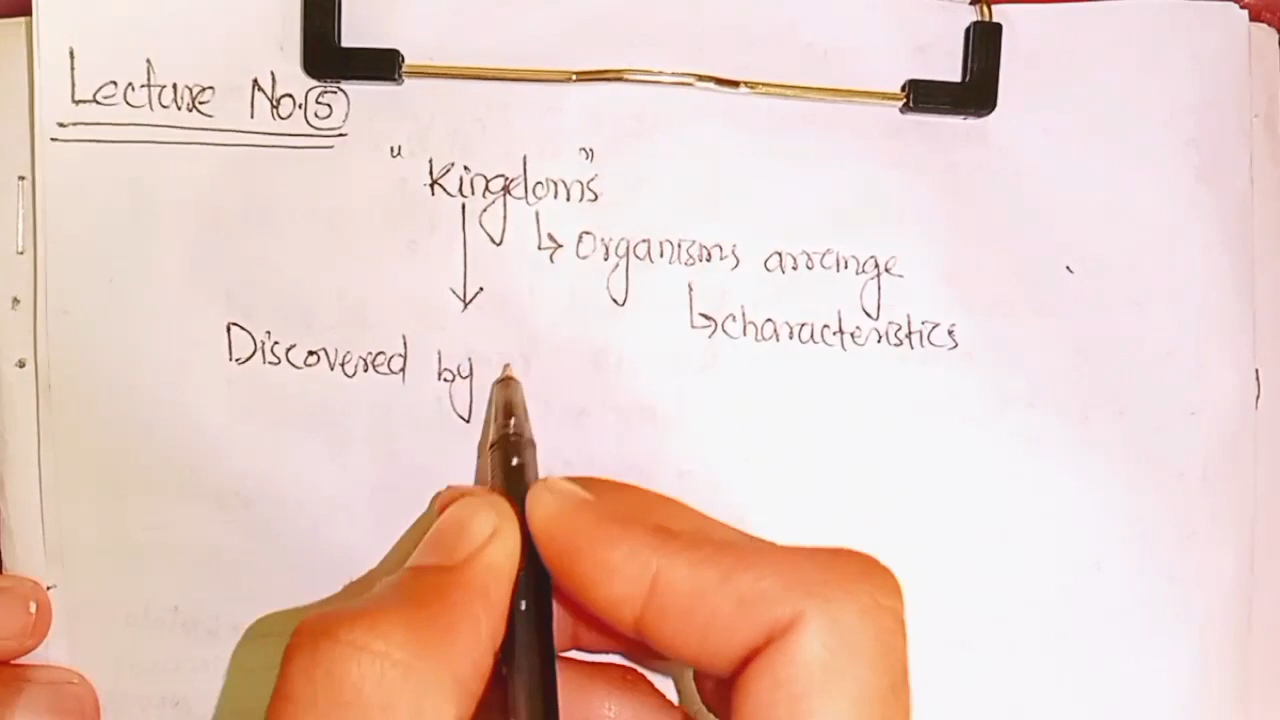 Lecture No. 5
"Kingdoms"
Organisms arrange
characteristics
Discovered by